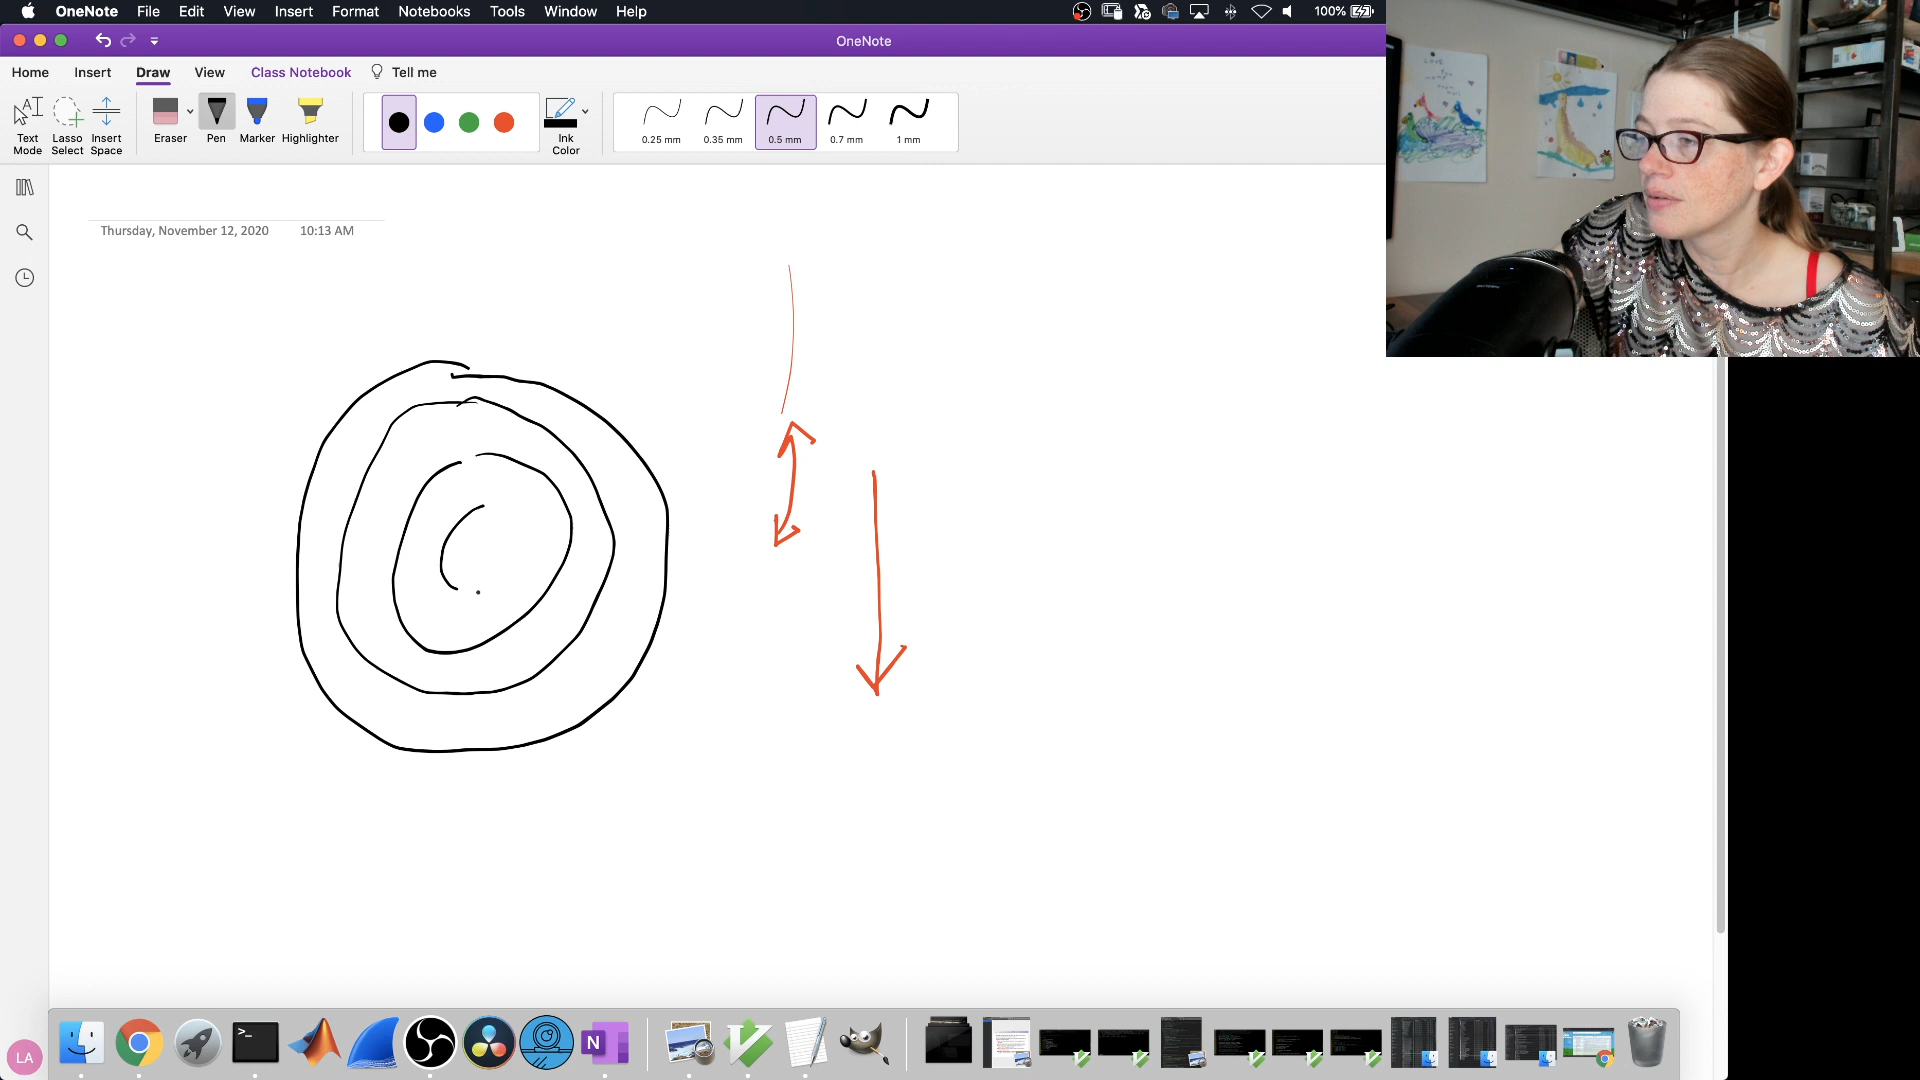 OneNote File Edit View Insert Format Notebooks Tools Window Help
100%
OneNote
Home Insert Draw View Class Notebook Tell me
Text Mode
Lasso Select
Insert Space
Eraser
Pen
Marker
Highlighter
Ink Color
0.25 mm
0.35 mm
0.5 mm
0.7 mm
1 mm
Thursday, November 12, 2020 10:13 AM
LA
>_
N